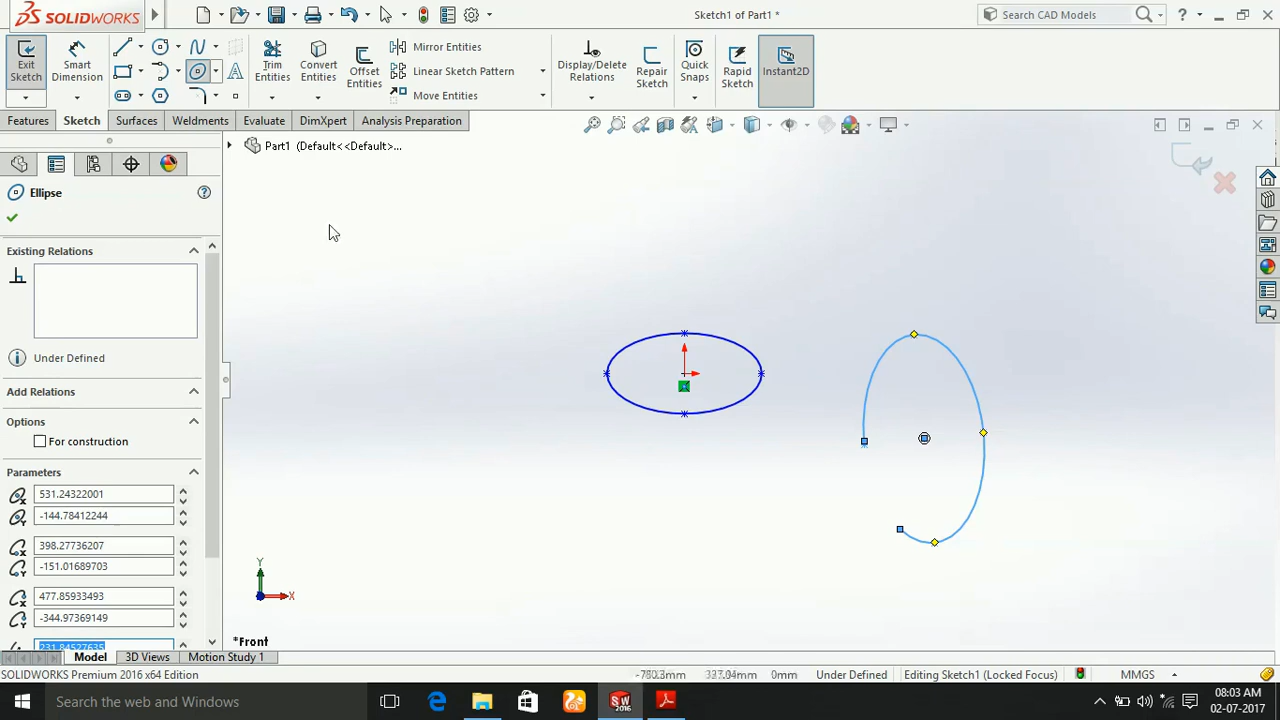 SOLIDWORKS
Sketch1 of Part1 *
Search CAD Models
?
Exit Sketch
Smart Dimension
Trim Entities
Convert Entities
Offset Entities
Mirror Entities
Linear Sketch Pattern
Move Entities
Display/Delete Relations
Repair Sketch
Quick Snaps
Rapid Sketch
Instant2D
Features
Sketch
Surfaces
Weldments
Evaluate
DimXpert
Analysis Preparation
Part1 (Default<<Default>...
Ellipse
?
Existing Relations
Under Defined
Add Relations
Options
For construction
Parameters
531.24322001
-144.78412244
398.27736207
-151.01689703
477.85933493
-344.97369149
231.84527635
Y
X
*Front
Model
3D Views
Motion Study 1
SOLIDWORKS Premium 2016 x64 Edition
0mm
Under Defined
Editing Sketch1 (Locked Focus)
MMGS
Search the web and Windows
SW
2016
08:03 AM
02-07-2017